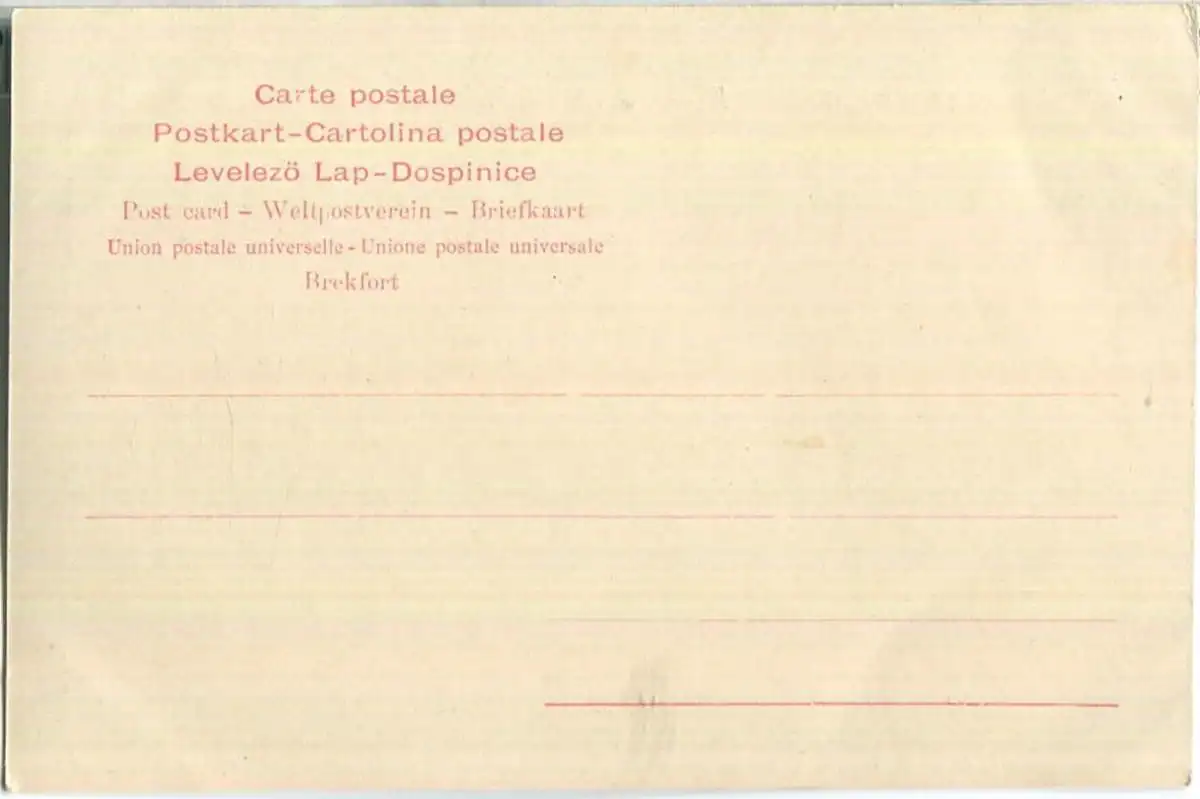 Carte postale
Postkart-Cartolina postale
Levelezö Lap-Dospinice
Post card - Weltpostverein - Briefkaart
Union postale universelle - Unione postale universale
Brekfort